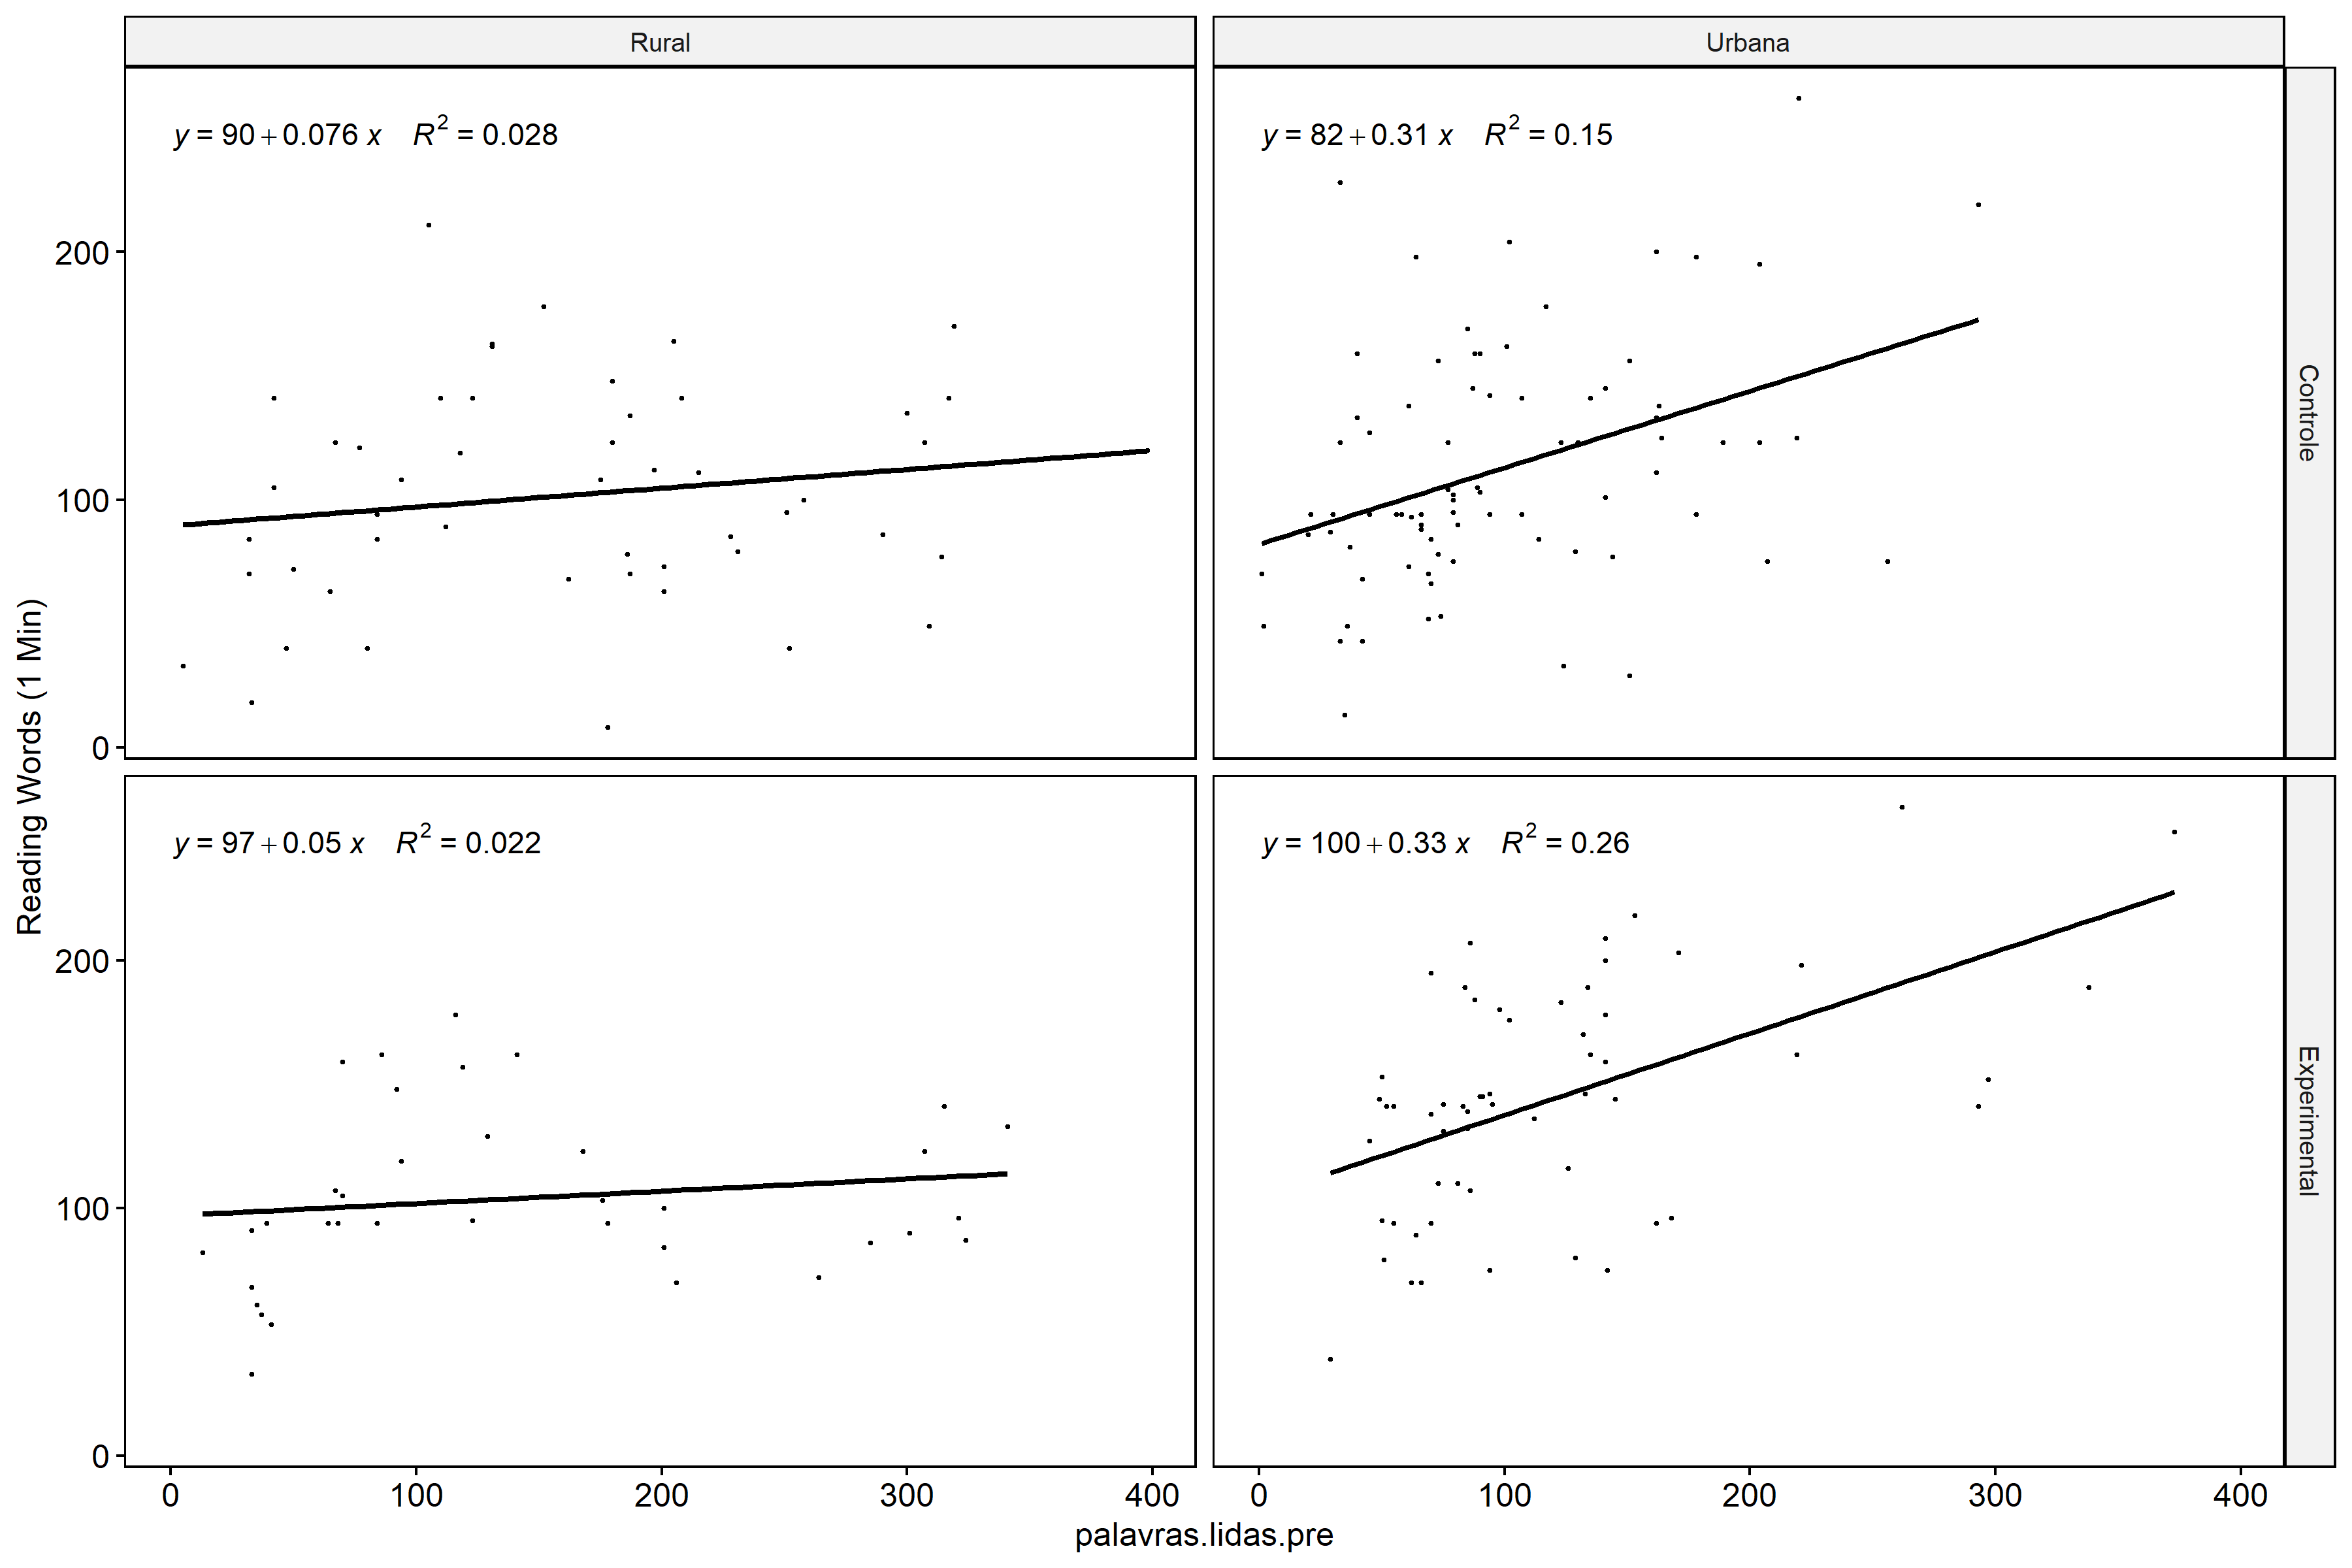 Rural
Urbana
y = 90 + 0.076 x R² = 0.028
y = 82 + 0.31 x R² = 0.15
200
100
0
Controle
Reading Words (1 Min)
y = 97 + 0.05 x R² = 0.022
y = 100 + 0.33 x R² = 0.26
200
100
0
Experimental
0 100 200 300 400
0 100 200 300 400
palavras.lidas.pre